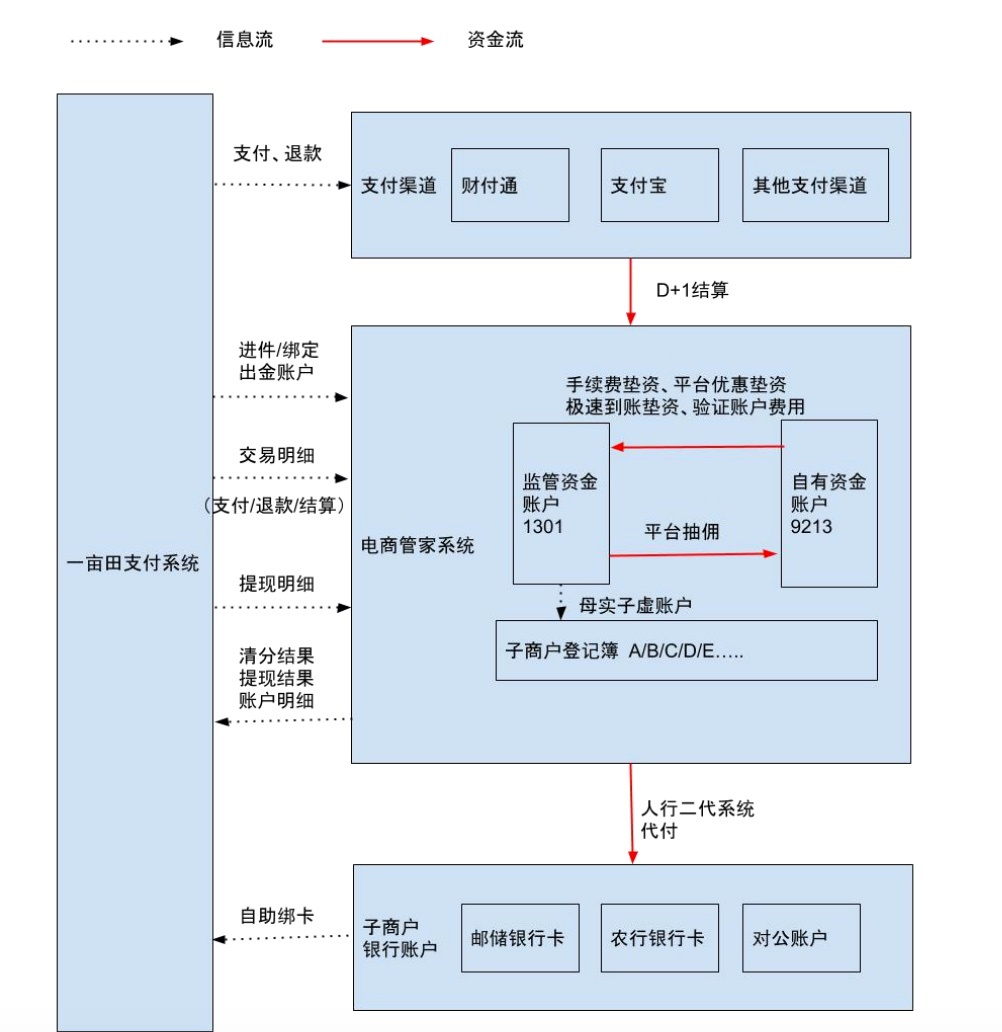 信息流
资金流
支付、退款
支付渠道
财付通
支付宝
其他支付渠道
D+1结算
进件/绑定
出金账户
手续费垫资、平台优惠垫资
极速到账垫资、验证账户费用
交易明细
（支付/退款/结算）
监管资金
账户
1301
自有资金
账户
9213
平台抽佣
电商管家系统
一亩田支付系统
提现明细
母实子虚账户
子商户登记簿 A/B/C/D/E…..
清分结果
提现结果
账户明细
人行二代系统
代付
自助绑卡
子商户
银行账户
邮储银行卡
农行银行卡
对公账户